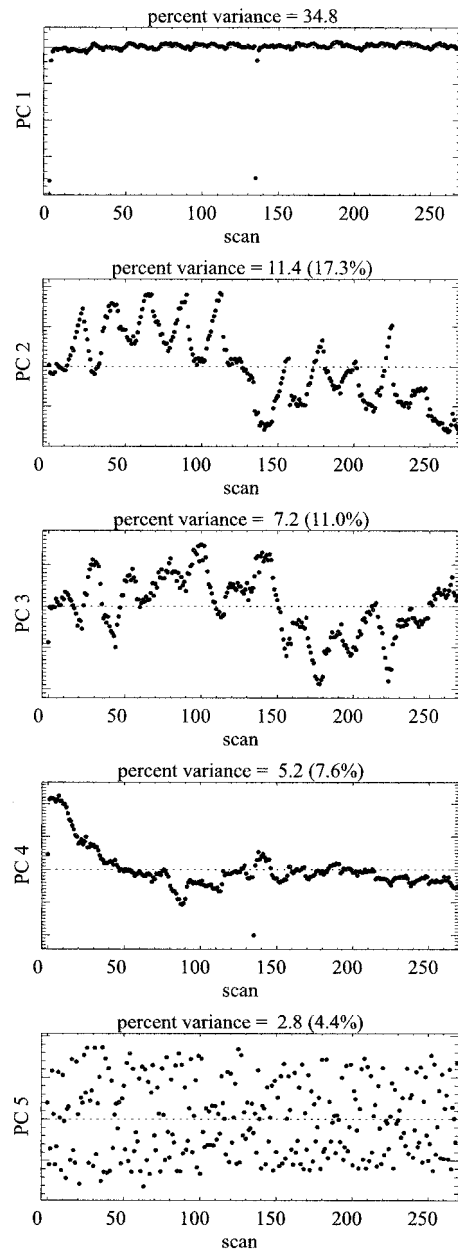 percent variance = 34.8
PC 1
0 50 100 150 200 250
scan
percent variance = 11.4 (17.3%)
PC 2
0 50 100 150 200 250
scan
percent variance = 7.2 (11.0%)
PC 3
0 50 100 150 200 250
scan
percent variance = 5.2 (7.6%)
PC 4
0 50 100 150 200 250
scan
percent variance = 2.8 (4.4%)
PC 5
0 50 100 150 200 250
scan